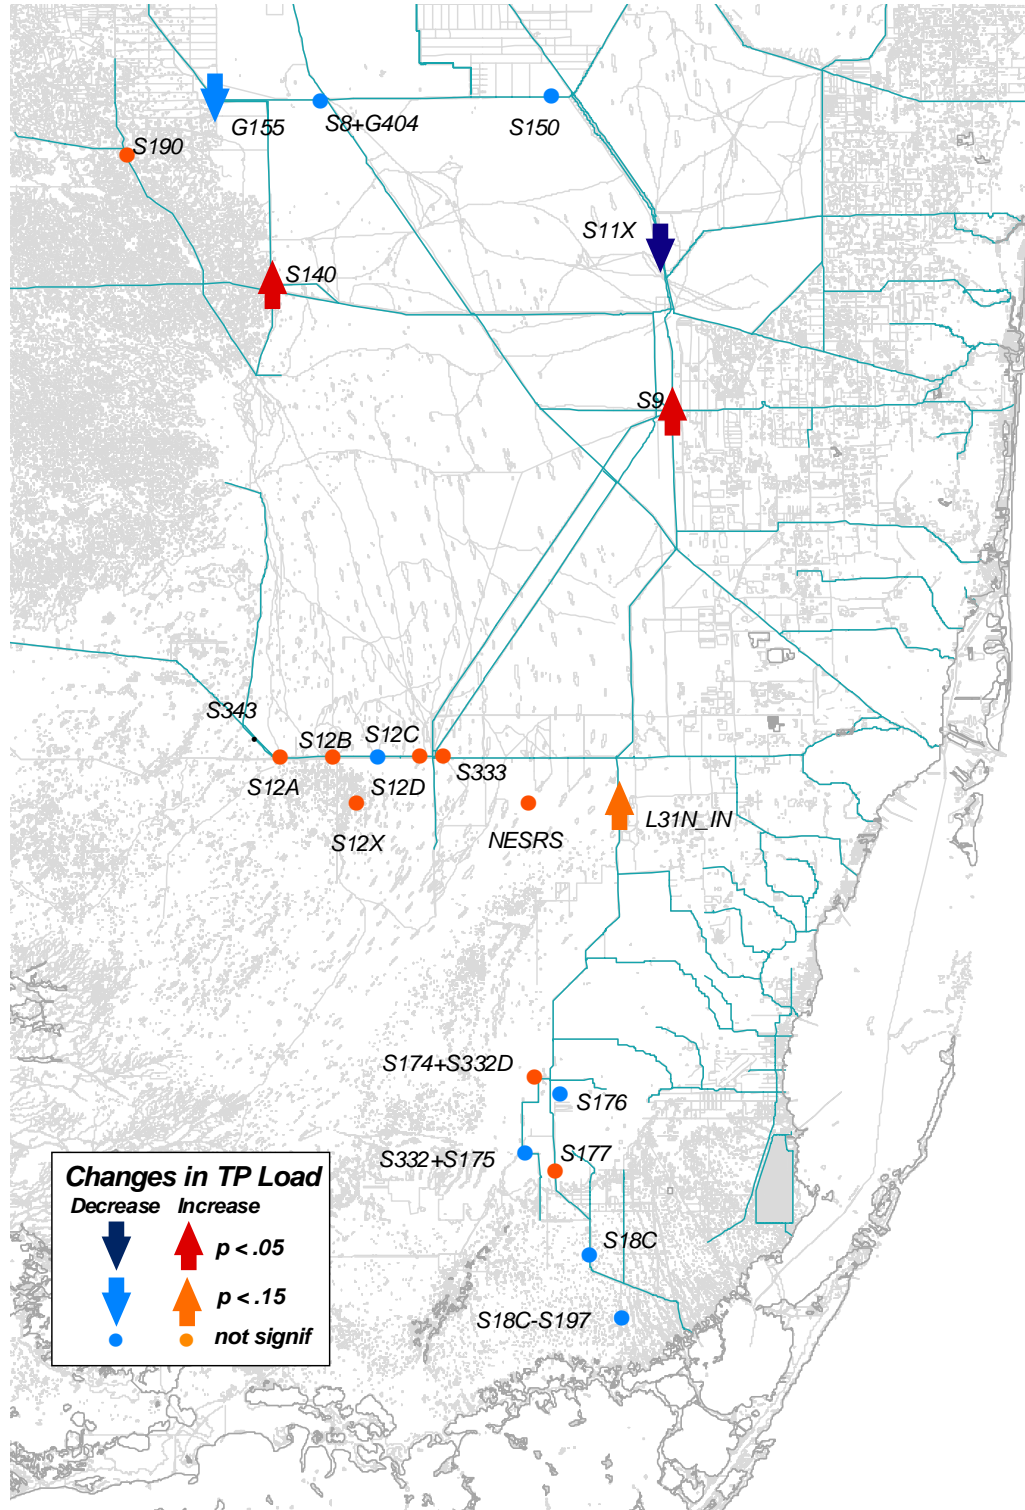 G155
S8+G404
S150
S190
S11X
S140
S9
S343
S12B
S12C
S12A
S12D
S333
S12X
NESRS
L31N_IN
S174+S332D
S176
S332+S175
S177
S18C
S18C-S197
Changes in TP Load
Decrease Increase
p < .05
p < .15
not signif